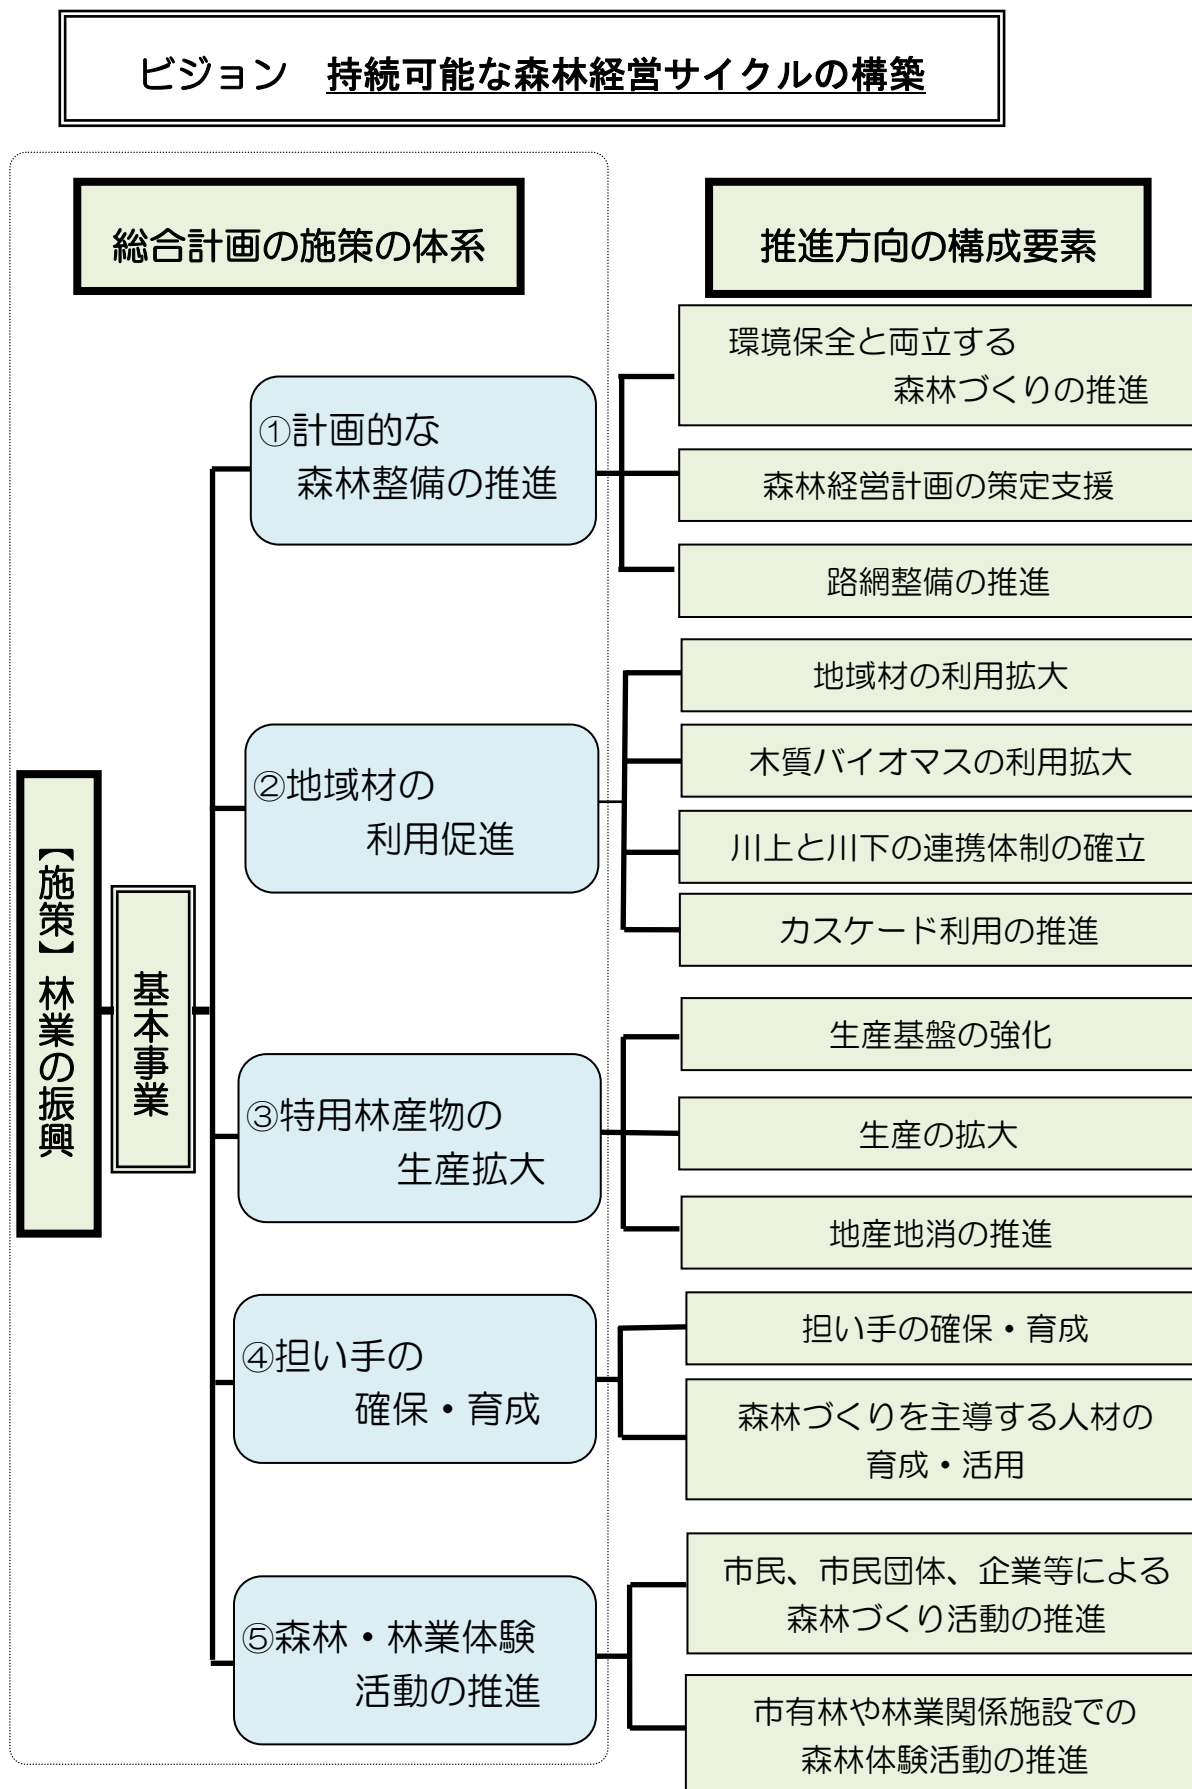 ビジョン　持続可能な森林経営サイクルの構築
総合計画の施策の体系
推進方向の構成要素
【施策】林業の振興
基本事業
①計画的な
森林整備の推進
環境保全と両立する
森林づくりの推進
森林経営計画の策定支援
路網整備の推進
②地域材の
利用促進
地域材の利用拡大
木質バイオマスの利用拡大
川上と川下の連携体制の確立
カスケード利用の推進
③特用林産物の
生産拡大
生産基盤の強化
生産の拡大
地産地消の推進
④担い手の
確保・育成
担い手の確保・育成
森林づくりを主導する人材の
育成・活用
⑤森林・林業体験
活動の推進
市民、市民団体、企業等による
森林づくり活動の推進
市有林や林業関係施設での
森林体験活動の推進